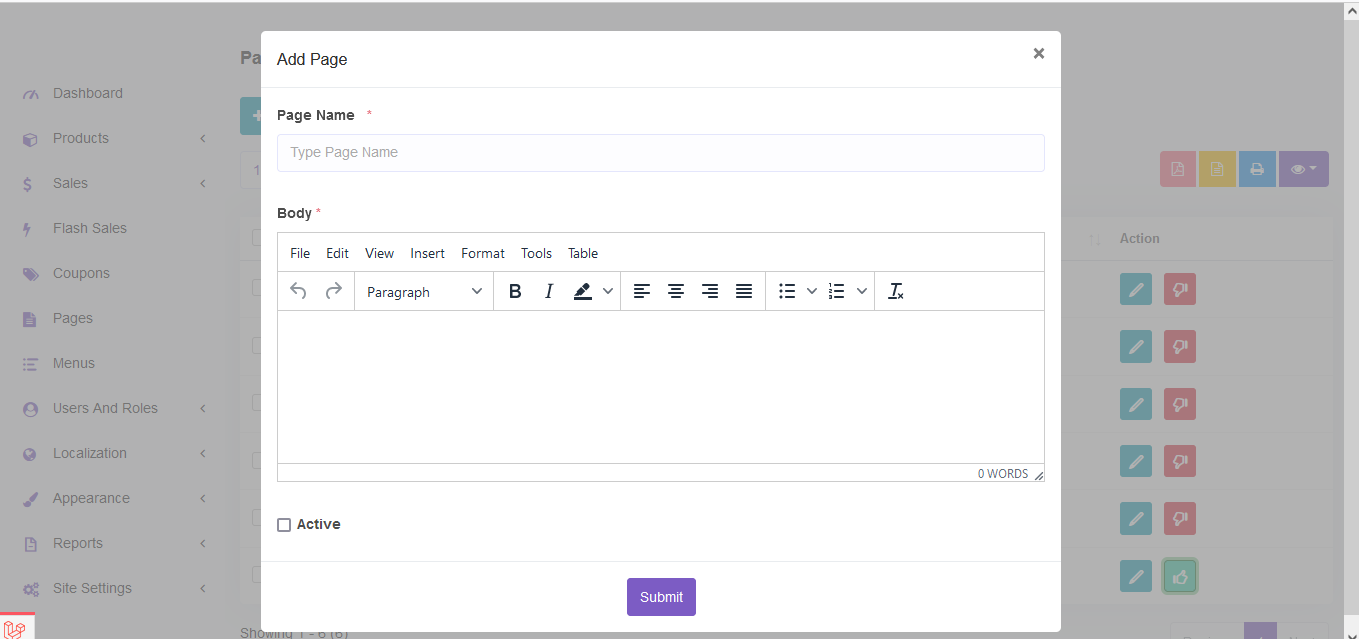 Add Page
Dashboard
Products
Sales
Flash Sales
Coupons
Pages
Menus
Users And Roles
Localization
Appearance
Reports
Site Settings
Page Name *
Type Page Name
Body *
File Edit View Insert Format Tools Table
Paragraph
B I
0 WORDS
Active
Submit
Action
Showing 1 - 6 (6)